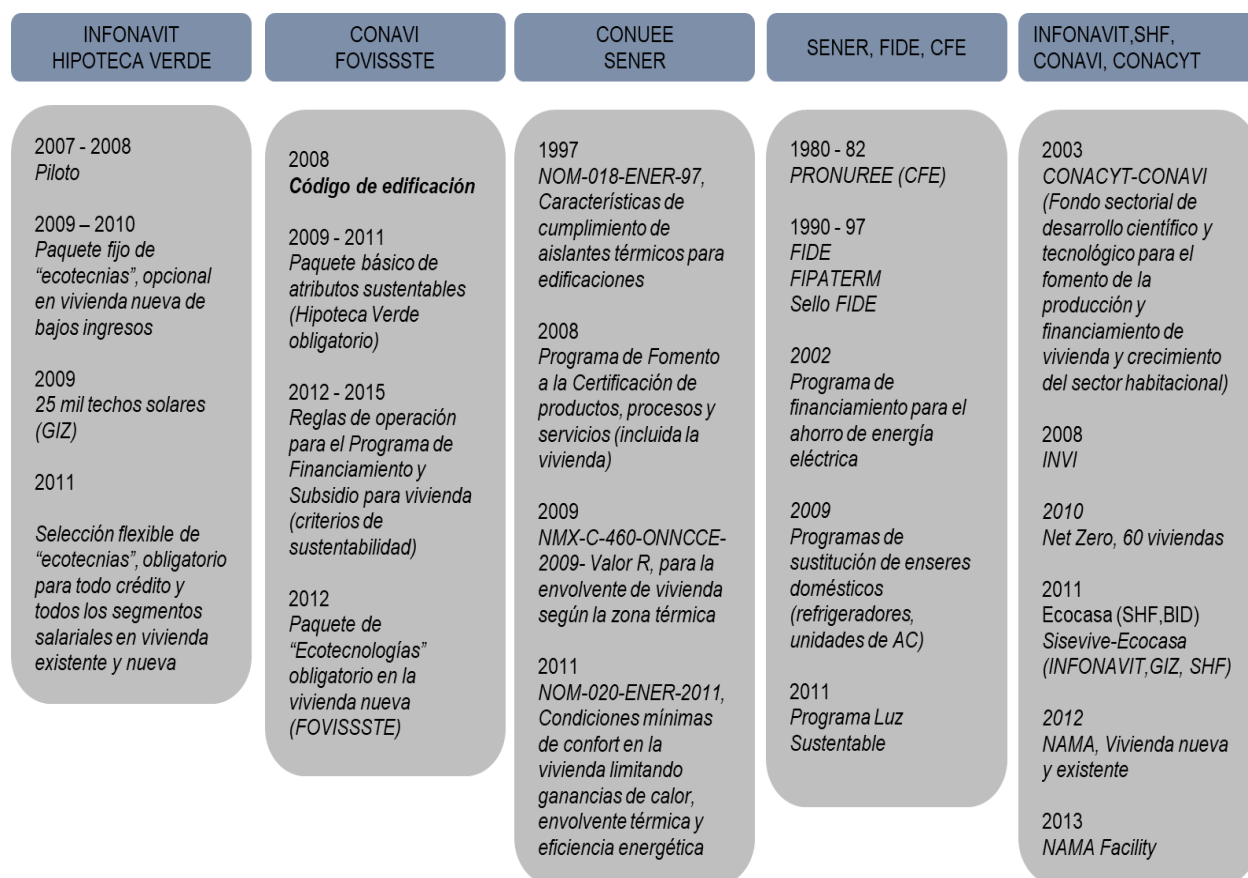 INFONAVIT
HIPOTECA VERDE
CONAVI
FOVISSSTE
CONUEE
SENER
SENER, FIDE, CFE
INFONAVIT,SHF,
CONAVI, CONACYT
2007 - 2008
Piloto
2009 – 2010
Paquete fijo de
“ecotecnias”, opcional
en vivienda nueva de
bajos ingresos
2009
25 mil techos solares
(GIZ)
2011
Selección flexible de
“ecotecnias”, obligatorio
para todo crédito y
todos los segmentos
salariales en vivienda
existente y nueva
2008
Código de edificación
2009 - 2011
Paquete básico de
atributos sustentables
(Hipoteca Verde
obligatorio)
2012 - 2015
Reglas de operación
para el Programa de
Financiamiento y
Subsidio para vivienda
(criterios de
sustentabilidad)
2012
Paquete de
“Ecotecnologías”
obligatorio en la
vivienda nueva
(FOVISSSTE)
1997
NOM-018-ENER-97,
Características de
cumplimiento de
aislantes térmicos para
edificaciones
2008
Programa de Fomento
a la Certificación de
productos, procesos y
servicios (incluida la
vivienda)
2009
NMX-C-460-ONNCCE-
2009- Valor R, para la
envolvente de vivienda
según la zona térmica
2011
NOM-020-ENER-2011,
Condiciones mínimas
de confort en la
vivienda limitando
ganancias de calor,
envolvente térmica y
eficiencia energética
1980 - 82
PRONUREE (CFE)
1990 - 97
FIDE
FIPATERM
Sello FIDE
2002
Programa de
financiamiento para el
ahorro de energía
eléctrica
2009
Programas de
sustitución de enseres
domésticos
(refrigeradores,
unidades de AC)
2011
Programa Luz
Sustentable
2003
CONACYT-CONAVI
(Fondo sectorial de
desarrollo científico y
tecnológico para el
fomento de la
producción y
financiamiento de
vivienda y crecimiento
del sector habitacional)
2008
INVI
2010
Net Zero, 60 viviendas
2011
Ecocasa (SHF,BID)
Sisevive-Ecocasa
(INFONAVIT,GIZ, SHF)
2012
NAMA, Vivienda nueva
y existente
2013
NAMA Facility